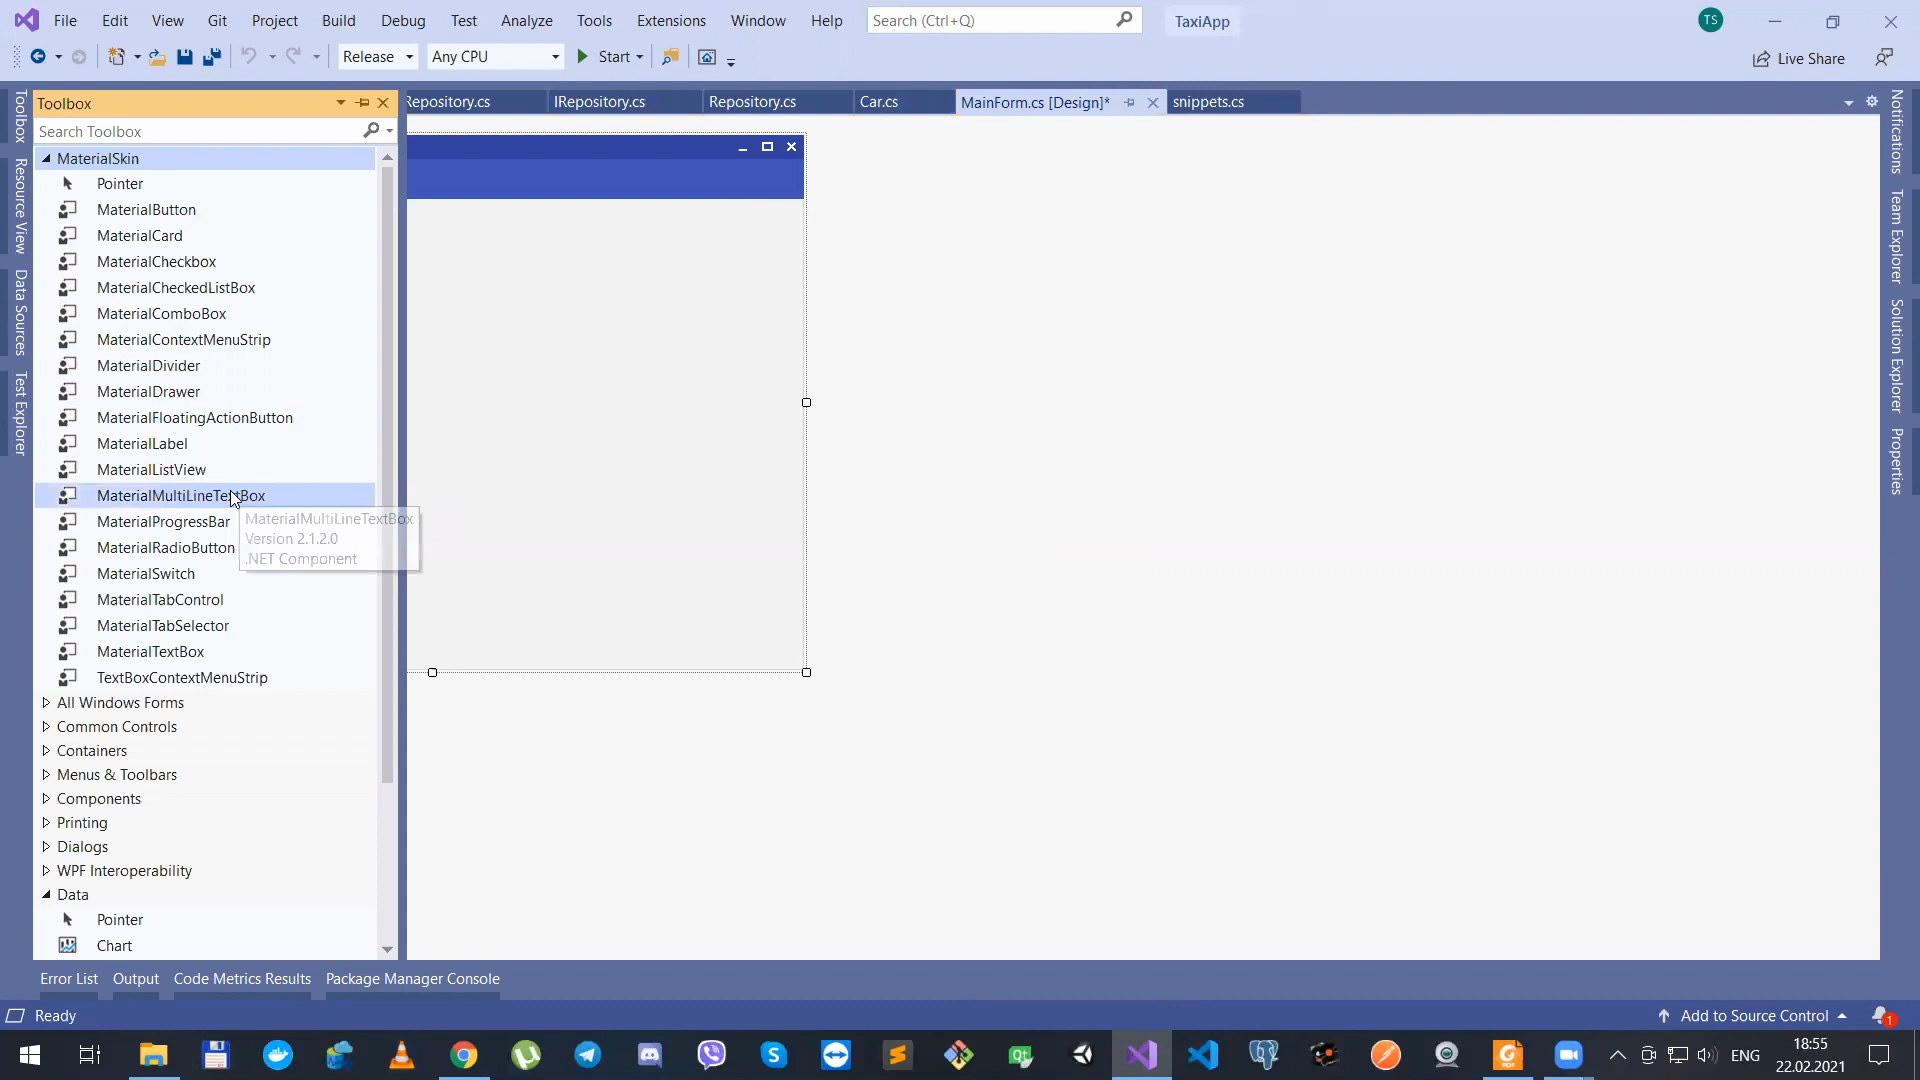 File Edit View Git Project Build Debug Test Analyze Tools Extensions Window Help Search (Ctrl+Q) TaxiApp TS
Release Any CPU Start Live Share
Toolbox
Resource View
Data Sources
Test Explorer
Toolbox
Search Toolbox
MaterialSkin
Pointer
MaterialButton
MaterialCard
MaterialCheckbox
MaterialCheckedListBox
MaterialComboBox
MaterialContextMenuStrip
MaterialDivider
MaterialDrawer
MaterialFloatingActionButton
MaterialLabel
MaterialListView
MaterialMultiLineTextBox
MaterialProgressBar
MaterialRadioButton
MaterialSwitch
MaterialTabControl
MaterialTabSelector
MaterialTextBox
TextBoxContextMenuStrip
All Windows Forms
Common Controls
Containers
Menus & Toolbars
Components
Printing
Dialogs
WPF Interoperability
Data
Pointer
Chart
MaterialMultiLineTextBox
Version 2.1.2.0
.NET Component
Repository.cs IRepository.cs Repository.cs Car.cs MainForm.cs [Design]* snippets.cs
Notifications
Team Explorer
Solution Explorer
Properties
Error List Output Code Metrics Results Package Manager Console
Ready Add to Source Control 1
ENG 18:55
22.02.2021